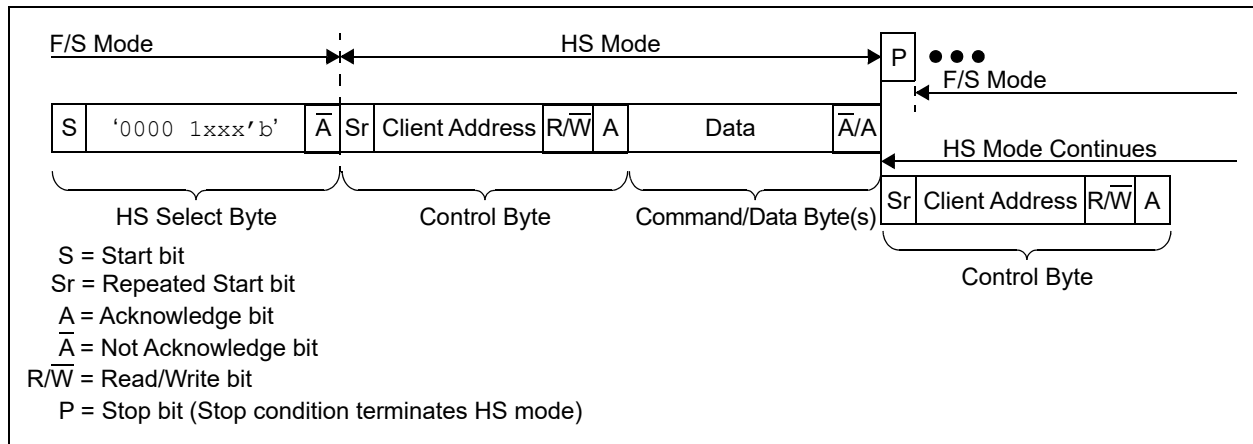 F/S Mode
HS Mode
P
F/S Mode
S '0000 1xxx'b' A̅ Sr Client Address R/W̅ A Data A̅/A
HS Mode Continues
HS Select Byte Control Byte Command/Data Byte(s)
Sr Client Address R/W̅ A
Control Byte
S = Start bit
Sr = Repeated Start bit
A = Acknowledge bit
A̅ = Not Acknowledge bit
R/W̅ = Read/Write bit
P = Stop bit (Stop condition terminates HS mode)